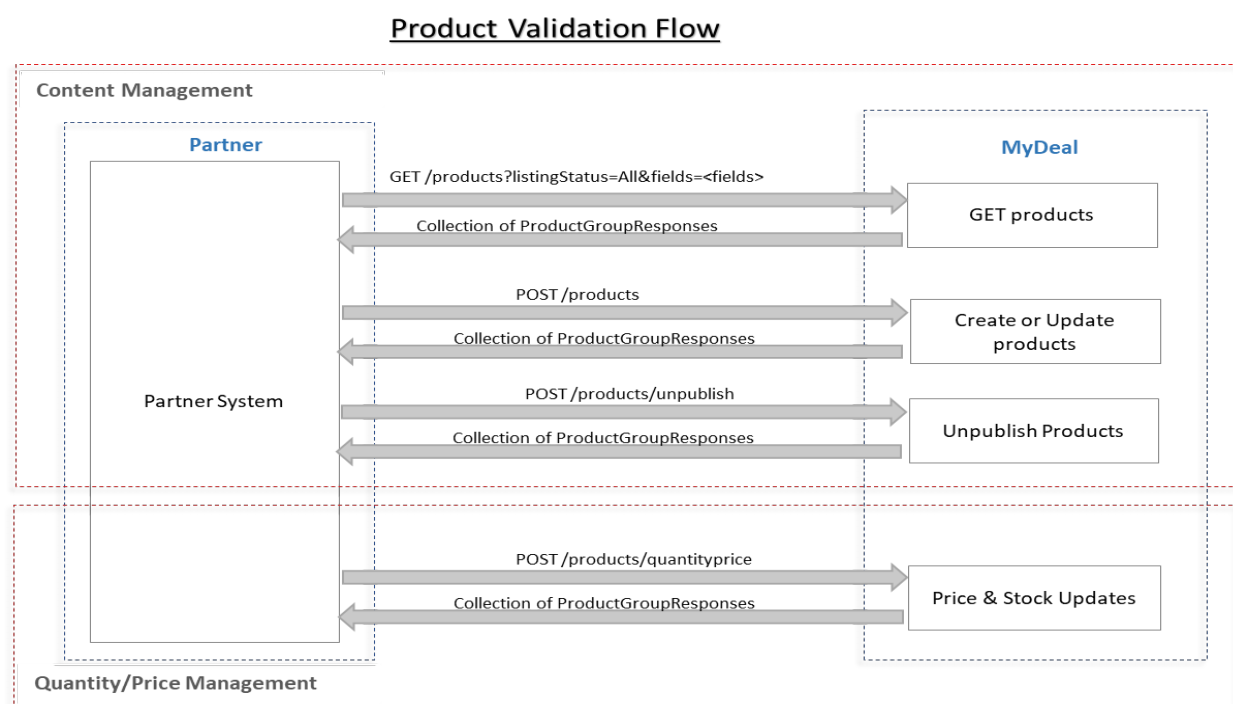 Product Validation Flow
Content Management
Partner
MyDeal
GET /products?listingStatus=All&fields=<fields>
GET products
Collection of ProductGroupResponses
POST /products
Create or Update
products
Collection of ProductGroupResponses
Partner System
POST /products/unpublish
Unpublish Products
Collection of ProductGroupResponses
POST /products/quantityprice
Price & Stock Updates
Collection of ProductGroupResponses
Quantity/Price Management